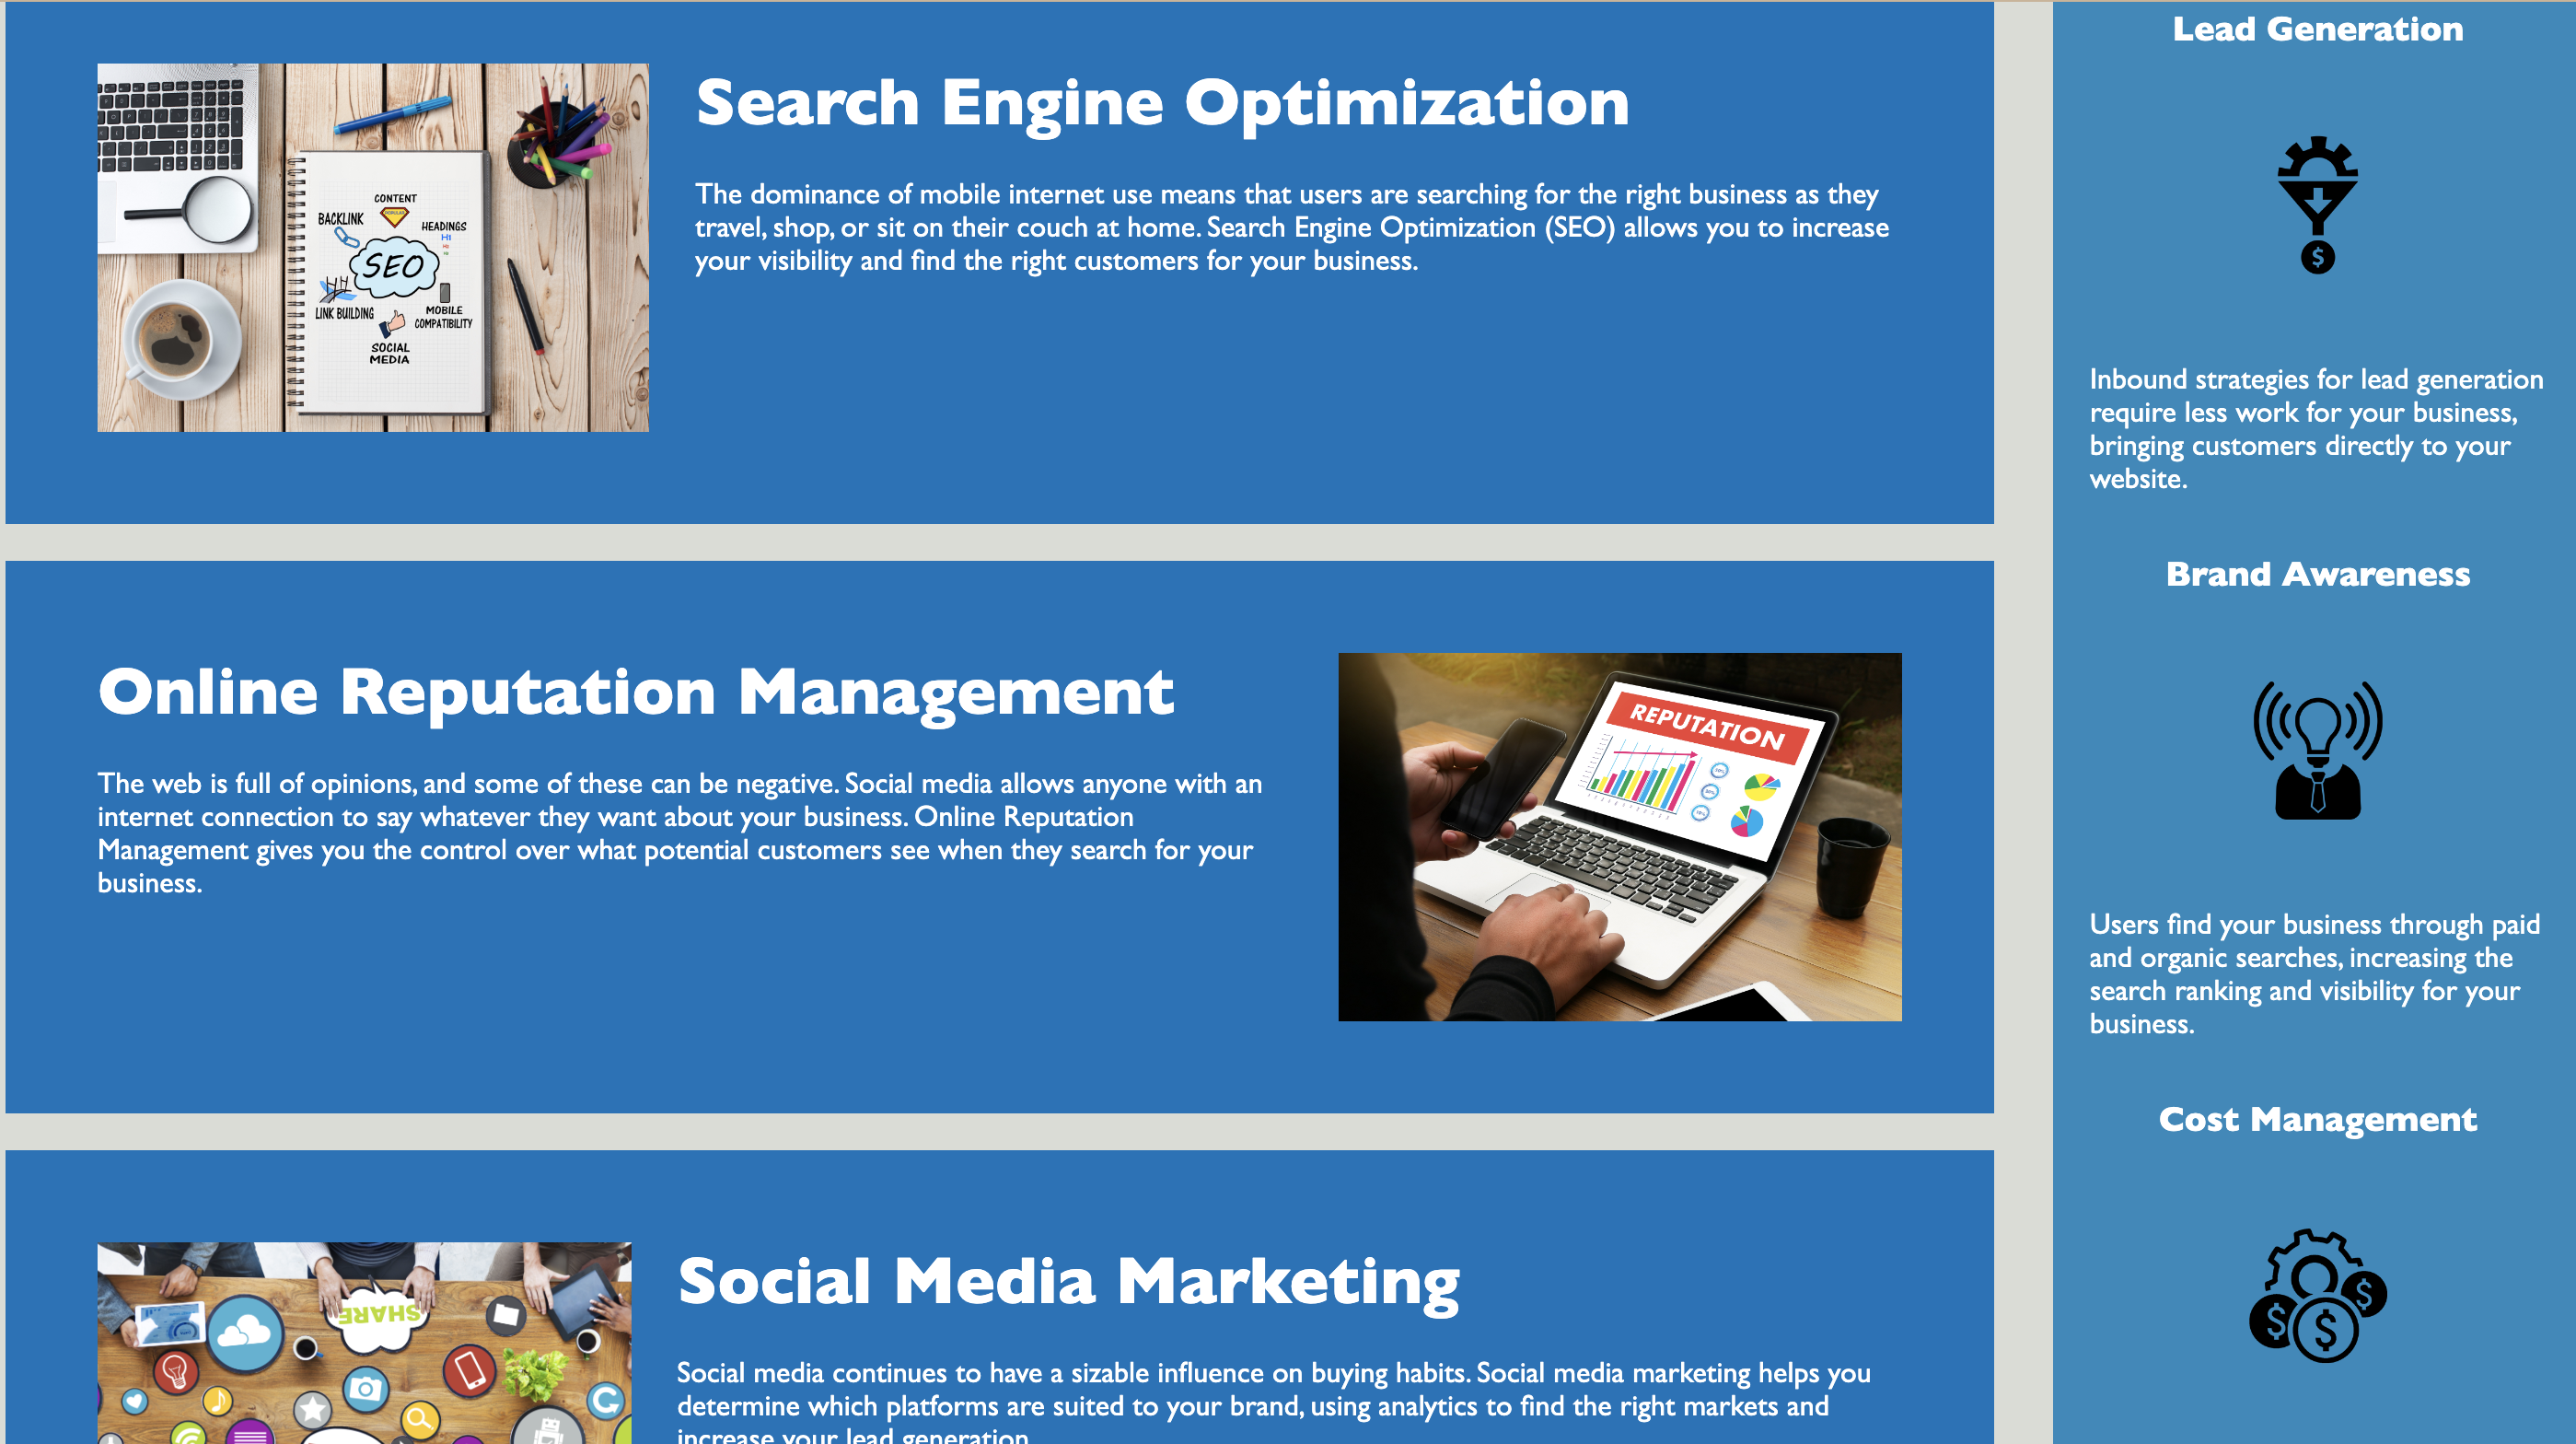 Search Engine Optimization
The dominance of mobile internet use means that users are searching for the right business as they
travel, shop, or sit on their couch at home. Search Engine Optimization (SEO) allows you to increase
your visibility and find the right customers for your business.
CONTENT
BACKLINK
HEADINGS
H1
SEO
LINK BUILDING
MOBILE
COMPATIBILITY
SOCIAL
MEDIA
Online Reputation Management
The web is full of opinions, and some of these can be negative. Social media allows anyone with an
internet connection to say whatever they want about your business. Online Reputation
Management gives you the control over what potential customers see when they search for your
business.
REPUTATION
Social Media Marketing
Social media continues to have a sizable influence on buying habits. Social media marketing helps you
determine which platforms are suited to your brand, using analytics to find the right markets and
increase your lead generation.
SHARE
Lead Generation
$
Inbound strategies for lead generation
require less work for your business,
bringing customers directly to your
website.
Brand Awareness
Users find your business through paid
and organic searches, increasing the
search ranking and visibility for your
business.
Cost Management
$ $ $